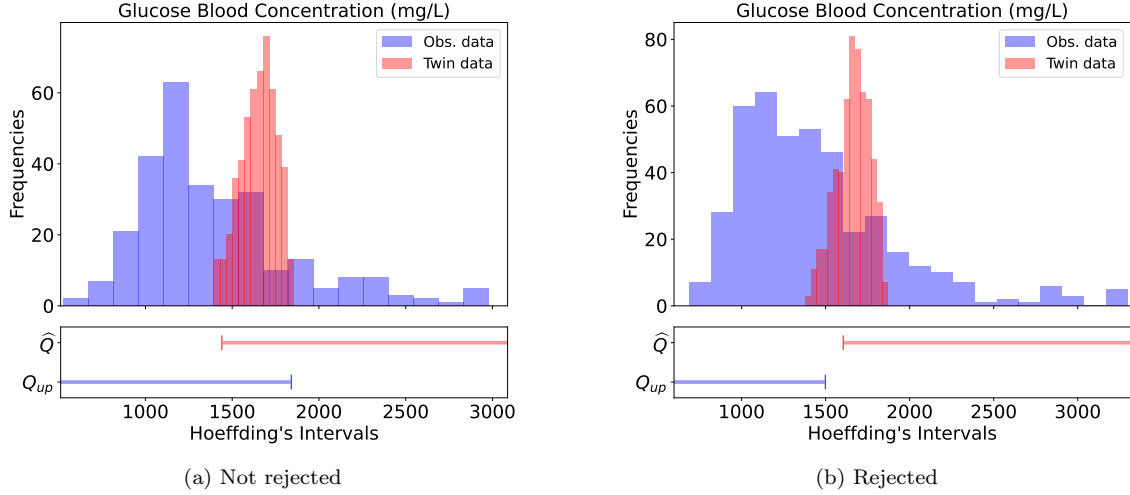 Glucose Blood Concentration (mg/L)
Obs. data
Twin data
Frequencies
60
40
20
0
Q̂
Q_up
1000 1500 2000 2500 3000
Hoeffding's Intervals
(a) Not rejected
Glucose Blood Concentration (mg/L)
Obs. data
Twin data
Frequencies
80
60
40
20
0
Q̂
Q_up
1000 1500 2000 2500 3000
Hoeffding's Intervals
(b) Rejected